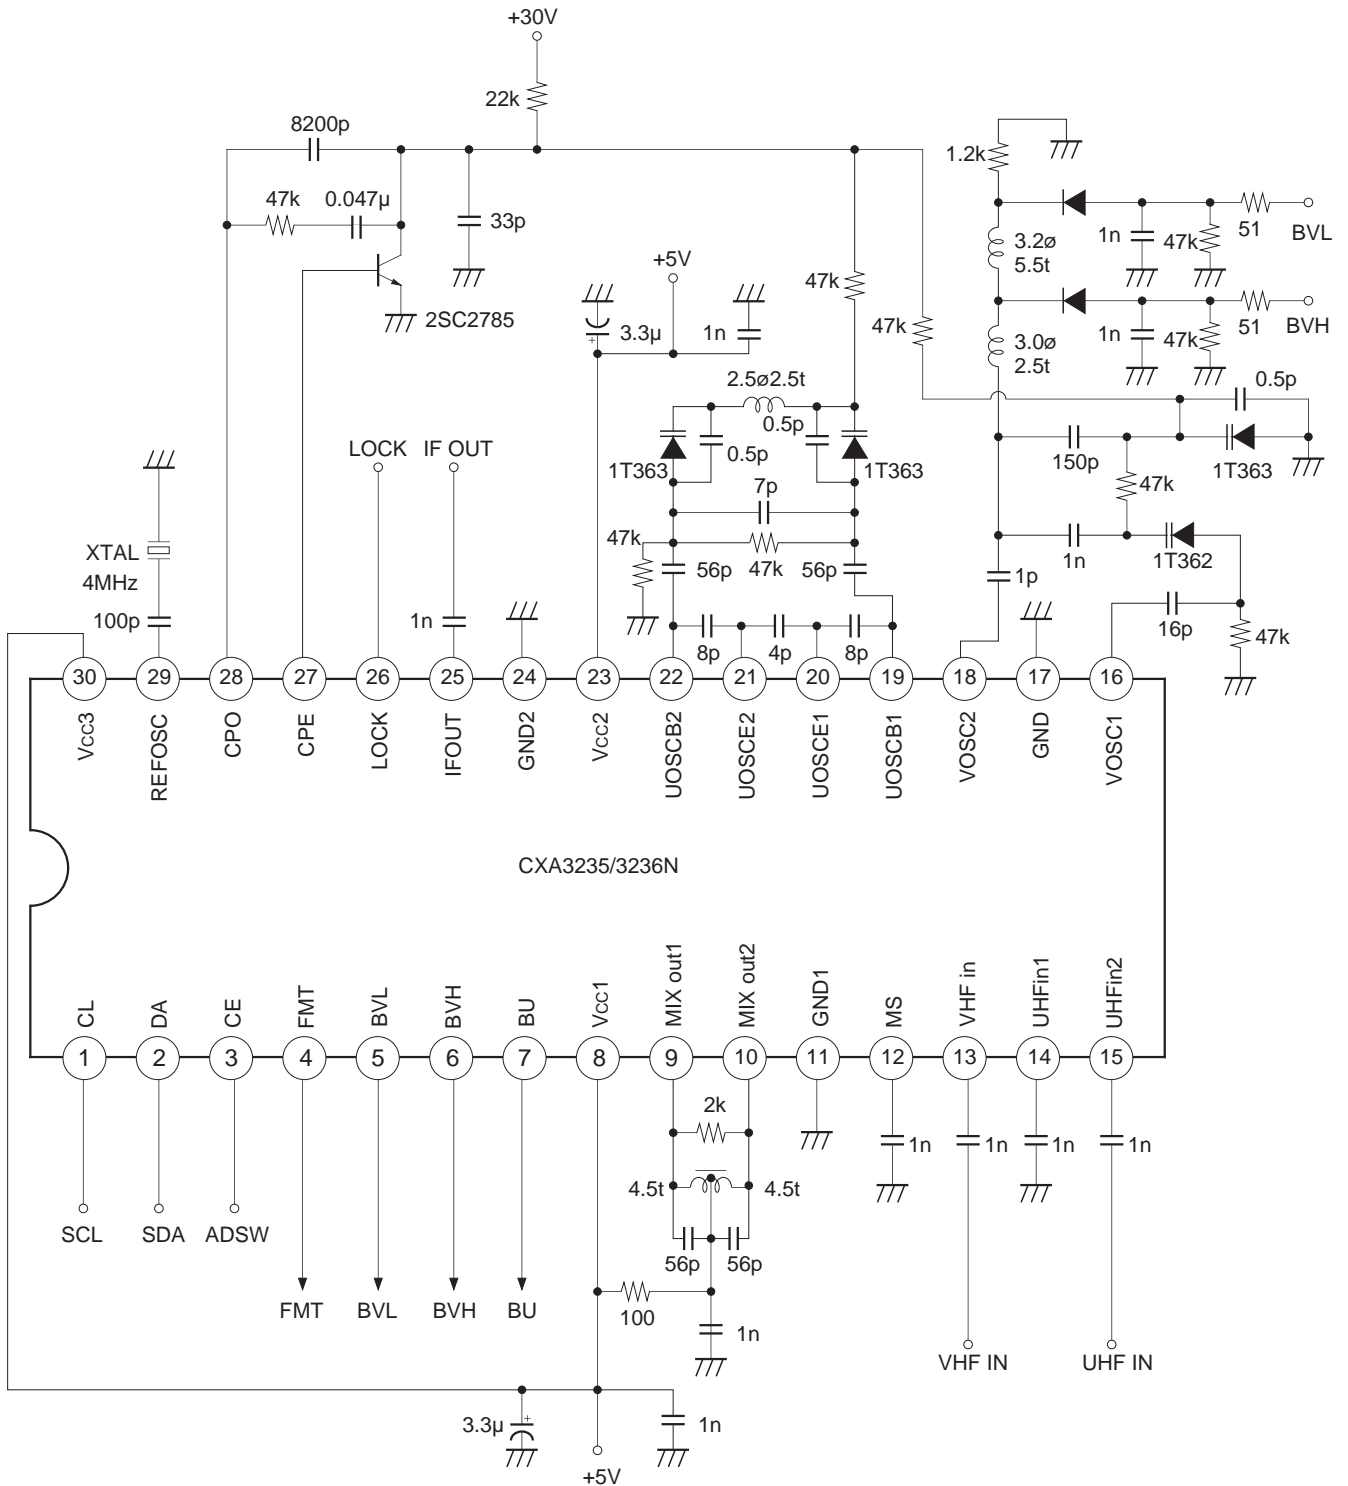 +30V
22k
8200p
1.2k
47k
0.047µ
33p
3.2ø
5.5t
1n
47k
51
BVL
+5V
47k
2SC2785
3.3µ
1n
47k
3.0ø
2.5t
1n
47k
51
BVH
2.5ø2.5t
0.5p
0.5p
LOCK
IF OUT
0.5p
1T363
1T363
150p
1T363
7p
47k
XTAL
4MHz
47k
47k
56p
56p
1n
1T362
1p
100p
1n
8p
4p
8p
16p
47k
30
29
28
27
26
25
24
23
22
21
20
19
18
17
16
Vcc3
REFOSC
CPO
CPE
LOCK
IFOUT
GND2
Vcc2
UOSCB2
UOSCE2
UOSCE1
UOSCB1
VOSC2
GND
VOSC1
CXA3235/3236N
CL
DA
CE
FMT
BVL
BVH
BU
Vcc1
MIX out1
MIX out2
GND1
MS
VHF in
UHFin1
UHFin2
1
2
3
4
5
6
7
8
9
10
11
12
13
14
15
2k
1n
1n
1n
1n
4.5t
4.5t
SCL
SDA
ADSW
56p
56p
FMT
BVL
BVH
BU
100
1n
VHF IN
UHF IN
3.3µ
+
1n
+5V